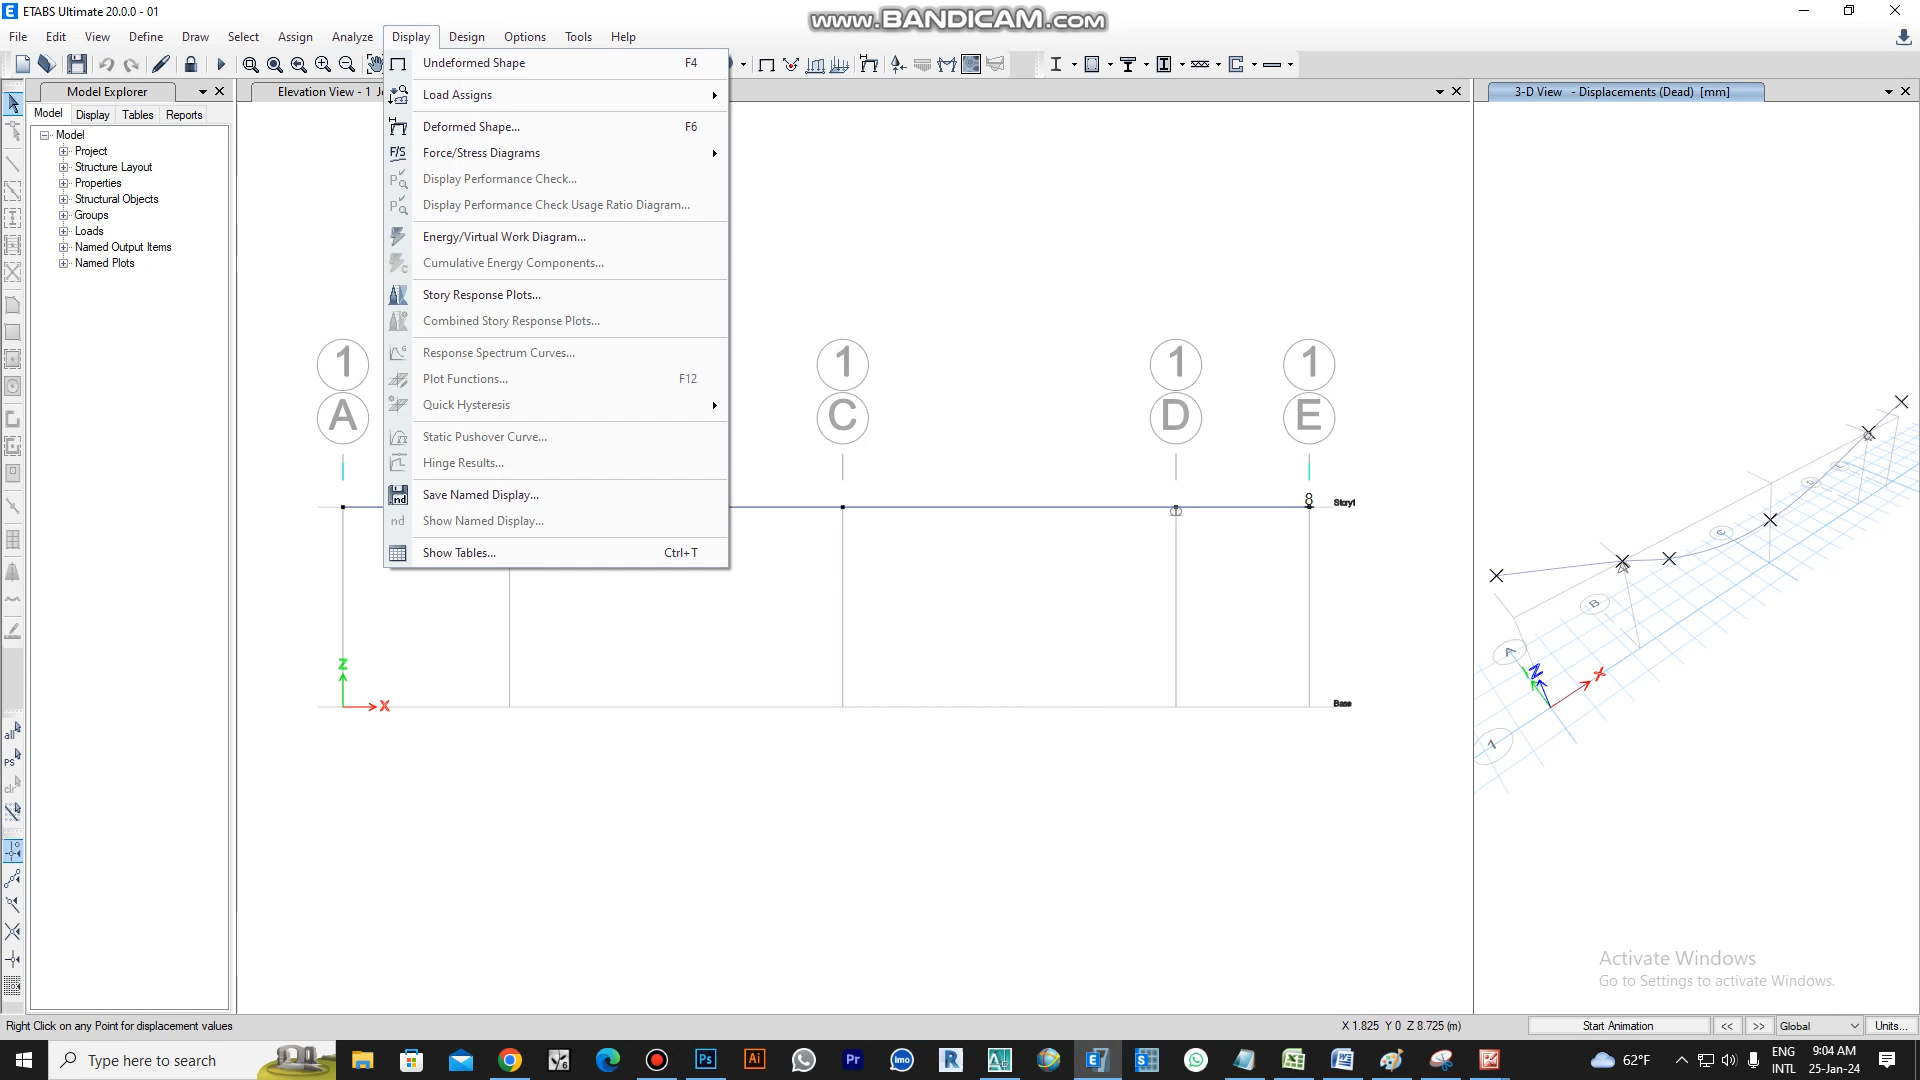 ETABS Ultimate 20.0.0 - 01
www.BANDICAM.com
File Edit View Define Draw Select Assign Analyze Display Design Options Tools Help
Model Explorer
Elevation View - 1
3-D View - Displacements (Dead) [mm]
Model Display Tables Reports
Model
Project
Structure Layout
Properties
Structural Objects
Groups
Loads
Named Output Items
Named Plots
Undeformed Shape F4
Load Assigns
Deformed Shape... F6
Force/Stress Diagrams
Display Performance Check...
Display Performance Check Usage Ratio Diagram...
Energy/Virtual Work Diagram...
Cumulative Energy Components...
Story Response Plots...
Combined Story Response Plots...
Response Spectrum Curves...
Plot Functions... F12
Quick Hysteresis
Static Pushover Curve...
Hinge Results...
Save Named Display...
Show Named Display...
Show Tables... Ctrl+T
1 1 1 1
A C D E
8
Story1
Base
Z
X
A
B
C
D
E
1
Z
X
all
PS
clr
Activate Windows
Go to Settings to activate Windows.
Right Click on any Point for displacement values
X 1.825 Y 0 Z 8.725 (m)
Start Animation << >> Global Units...
Type here to search
62°F
ENG
INTL
9:04 AM
25-Jan-24